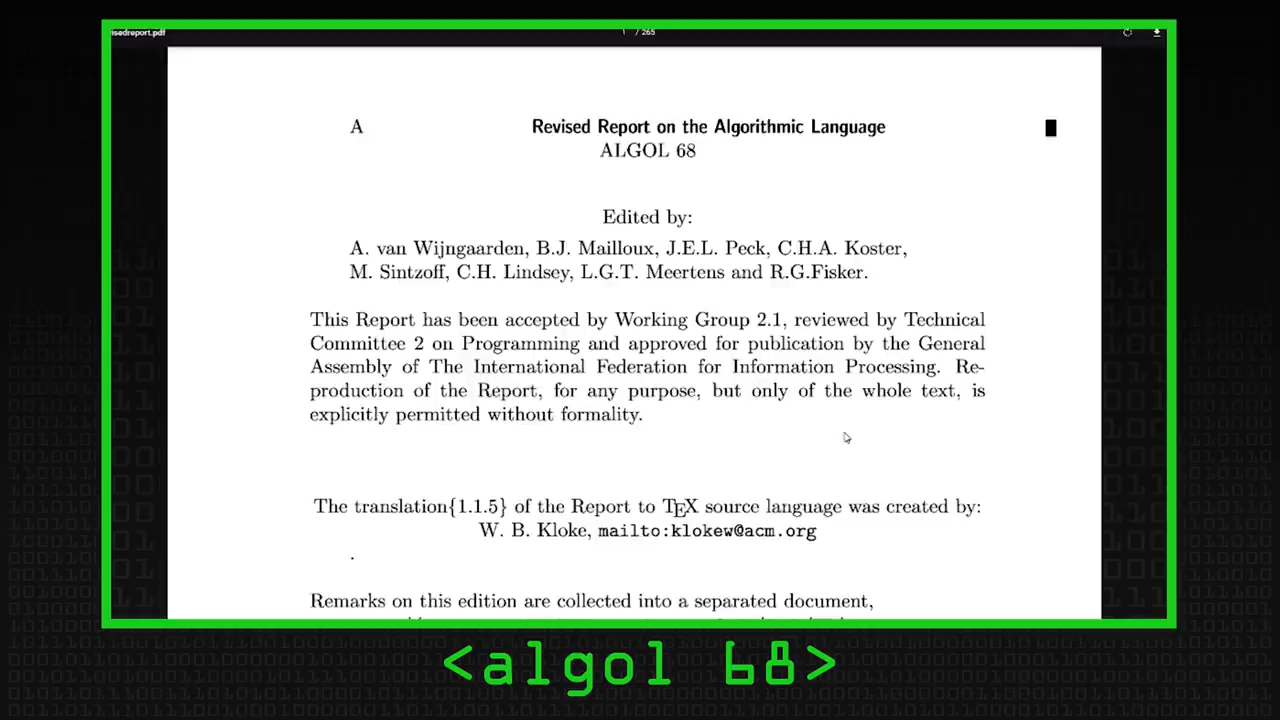 isedreport.pdf 1 / 265
A Revised Report on the Algorithmic Language
ALGOL 68
Edited by:
A. van Wijngaarden, B.J. Mailloux, J.E.L. Peck, C.H.A. Koster,
M. Sintzoff, C.H. Lindsey, L.G.T. Meertens and R.G.Fisker.
This Report has been accepted by Working Group 2.1, reviewed by Technical
Committee 2 on Programming and approved for publication by the General
Assembly of The International Federation for Information Processing. Re-
production of the Report, for any purpose, but only of the whole text, is
explicitly permitted without formality.
The translation{1.1.5} of the Report to TEX source language was created by:
W. B. Kloke, mailto:klokew@acm.org
.
Remarks on this edition are collected into a separated document,
<algol 68>